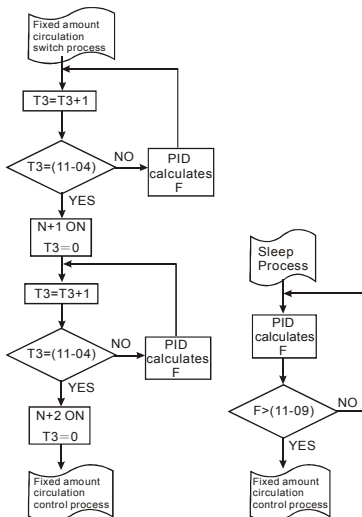 Fixed amount
circulation
switch process
T3=T3+1
T3=(11-04)
NO
PID
calculates
F
YES
N+1 ON
T3=0
T3=T3+1
T3=(11-04)
NO
PID
calculates
F
YES
N+2 ON
T3=0
Fixed amount
circulation
control process
Sleep
Process
PID
calculates
F
F>(11-09)
NO
YES
Fixed amount
circulation
control process